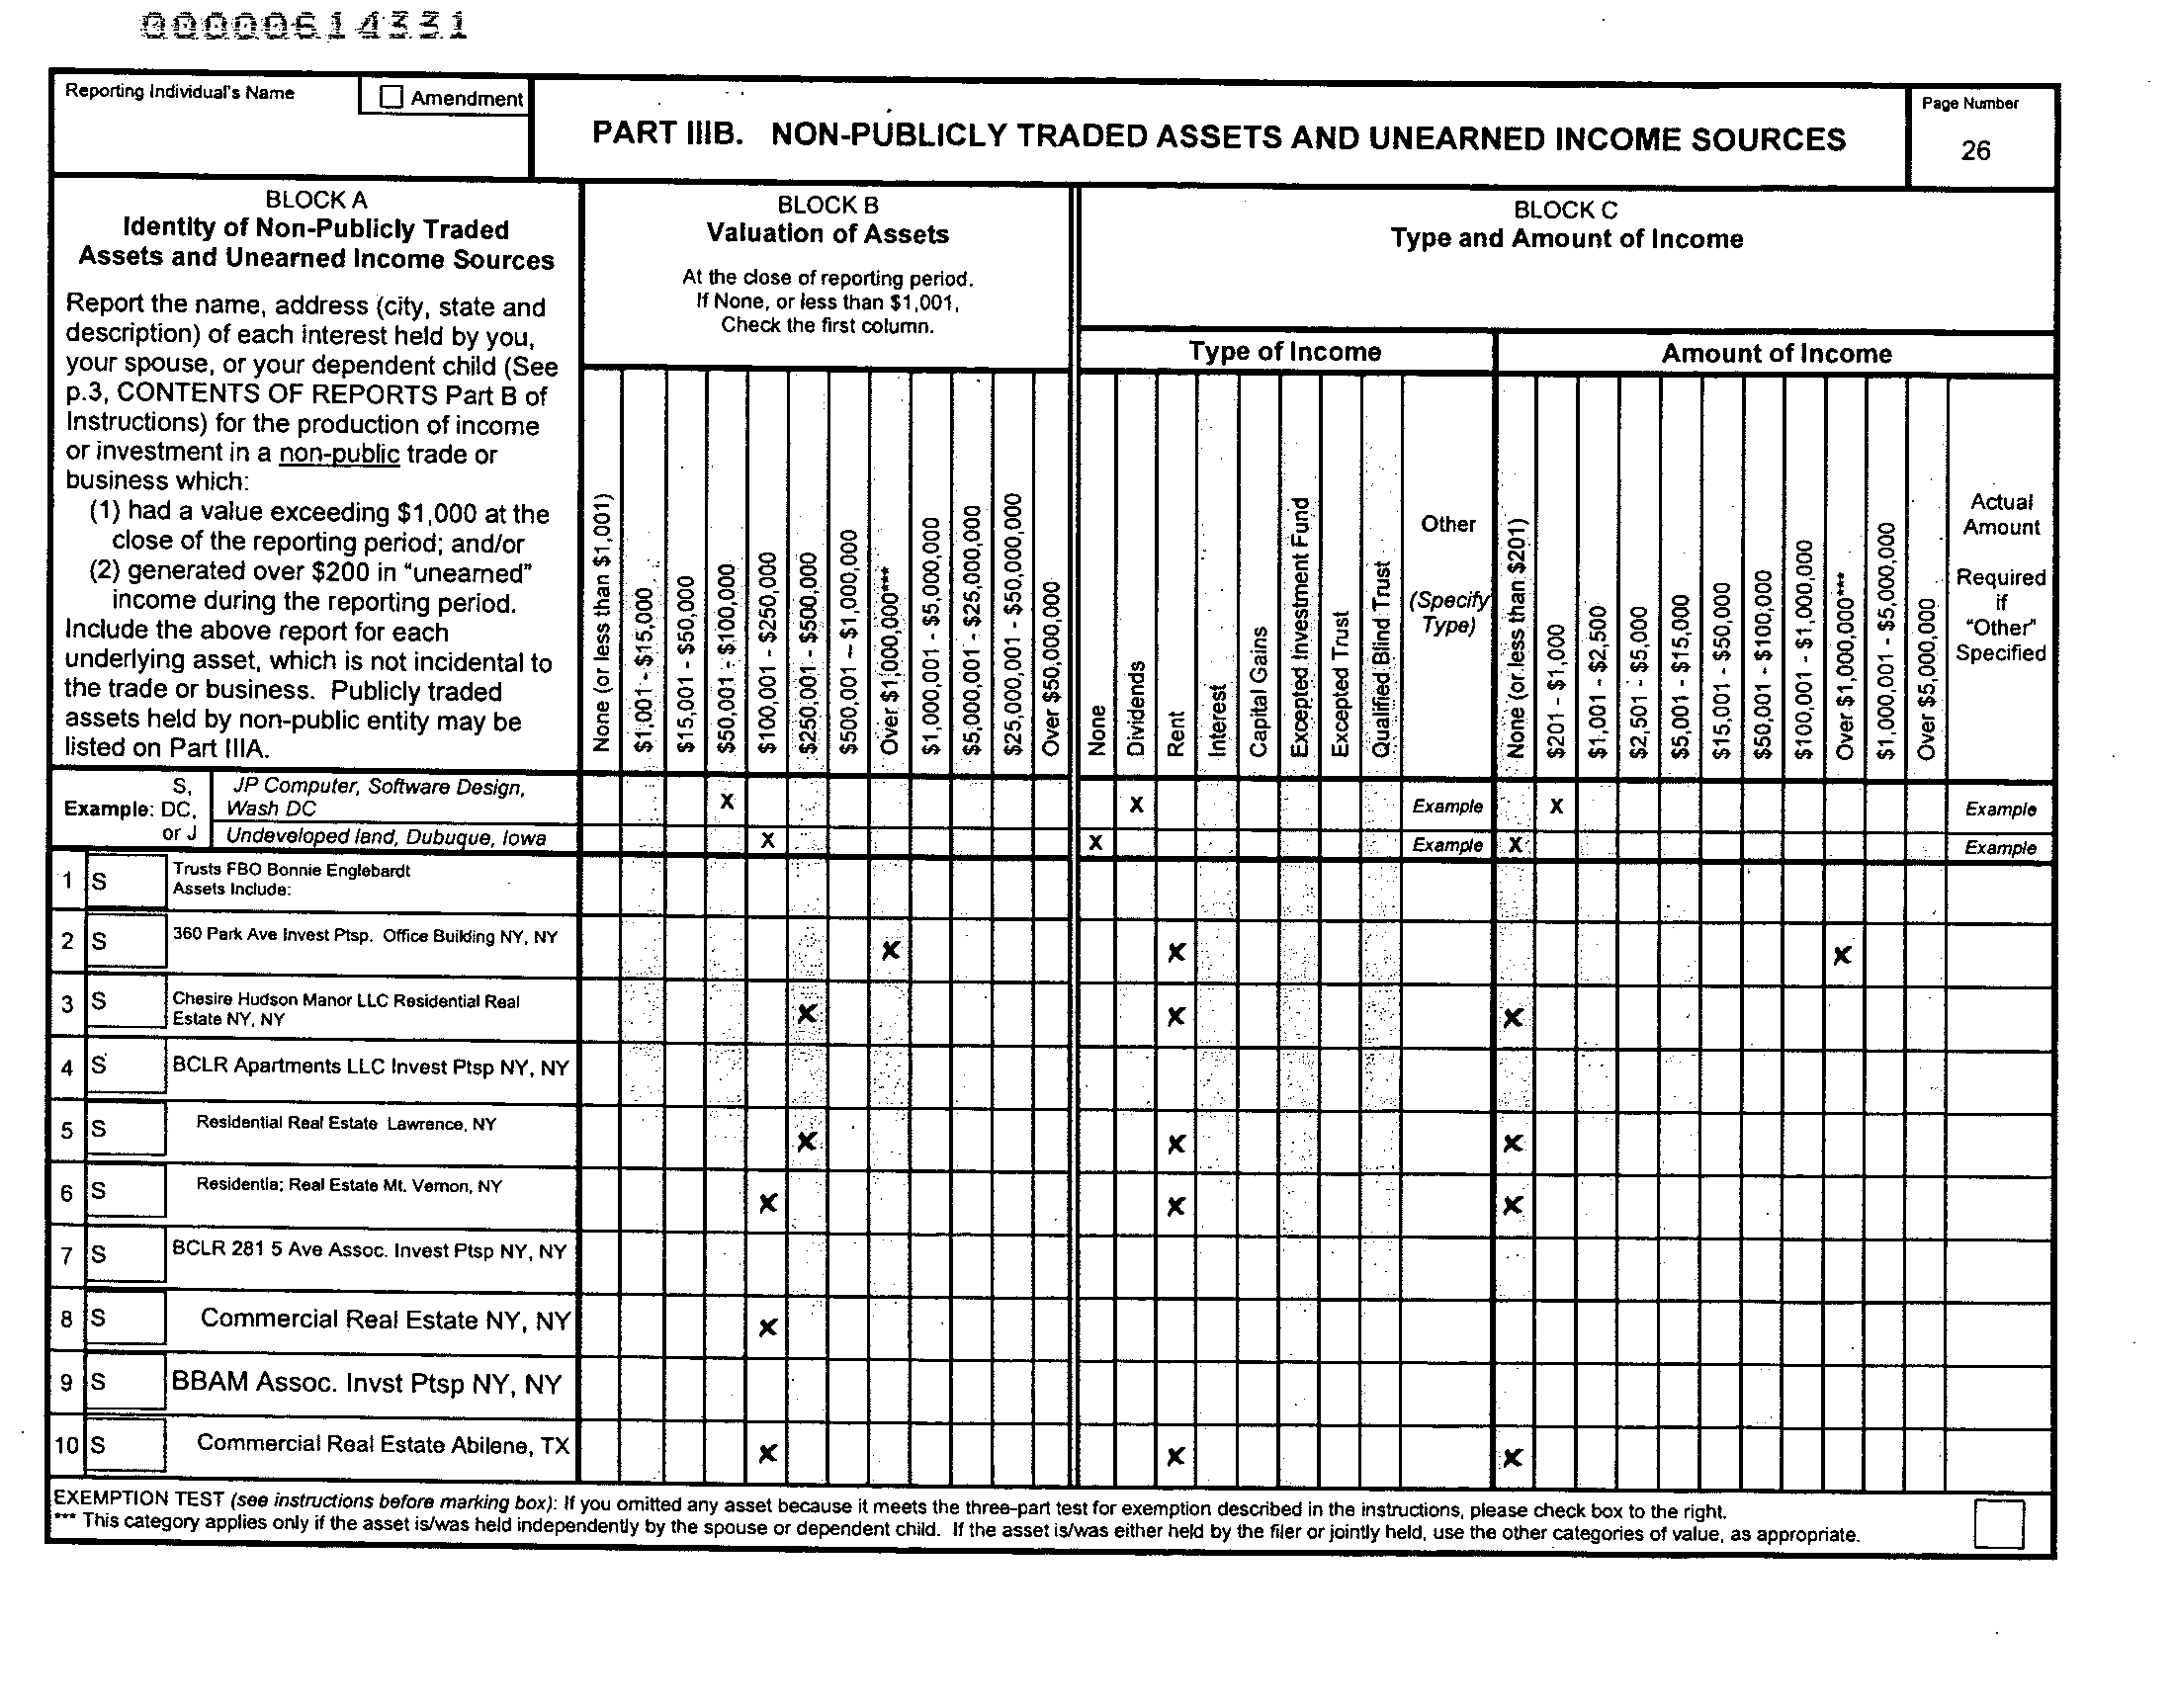 00000614331
Reporting Individual's Name
Amendment
PART IIIB. NON-PUBLICLY TRADED ASSETS AND UNEARNED INCOME SOURCES
Page Number
26
BLOCK A
Identity of Non-Publicly Traded
Assets and Unearned Income Sources
Report the name, address (city, state and
description) of each interest held by you,
your spouse, or your dependent child (See
p.3, CONTENTS OF REPORTS Part B of
Instructions) for the production of income
or investment in a non-public trade or
business which:
(1) had a value exceeding $1,000 at the
close of the reporting period; and/or
(2) generated over $200 in "unearned"
income during the reporting period.
Include the above report for each
underlying asset, which is not incidental to
the trade or business. Publicly traded
assets held by non-public entity may be
listed on Part IIIA.
BLOCK B
Valuation of Assets
At the close of reporting period.
If None, or less than $1,001,
Check the first column.
None (or less than $1,001)
$1,001 - $15,000
$15,001 - $50,000
$50,001 - $100,000
$100,001 - $250,000
$250,001 - $500,000
$500,001 - $1,000,000
Over $1,000,000***
$1,000,001 - $5,000,000
$5,000,001 - $25,000,000
$25,000,001 - $50,000,000
Over $50,000,000
BLOCK C
Type and Amount of Income
Type of Income
None
Dividends
Rent
Interest
Capital Gains
Excepted Investment Fund
Excepted Trust
Qualified Blind Trust
Other
(Specify
Type)
Amount of Income
None (or less than $201)
$201 - $1,000
$1,001 - $2,500
$2,501 - $5,000
$5,001 - $15,000
$15,001 - $50,000
$50,001 - $100,000
$100,001 - $1,000,000
Over $1,000,000***
$1,000,001 - $5,000,000
Over $5,000,000
Actual
Amount
Required
if
"Other"
Specified
Example: S, DC, or J
JP Computer, Software Design,
Wash DC X X Example X Example
Undeveloped land, Dubuque, Iowa X X Example X Example
1 S Trusts FBO Bonnie Englebardt
Assets Include:
2 S 360 Park Ave Invest Ptsp. Office Building NY, NY X X X
3 S Chesire Hudson Manor LLC Residential Real
Estate NY, NY X X X
4 S BCLR Apartments LLC Invest Ptsp NY, NY
5 S Residential Real Estate Lawrence, NY X X X
6 S Residentia; Real Estate Mt. Vernon, NY X X X
7 S BCLR 281 5 Ave Assoc. Invest Ptsp NY, NY
8 S Commercial Real Estate NY, NY X
9 S BBAM Assoc. Invst Ptsp NY, NY
10 S Commercial Real Estate Abilene, TX X X X
EXEMPTION TEST (see instructions before marking box): If you omitted any asset because it meets the three-part test for exemption described in the instructions, please check box to the right.
*** This category applies only if the asset is/was held independently by the spouse or dependent child. If the asset is/was either held by the filer or jointly held, use the other categories of value, as appropriate.